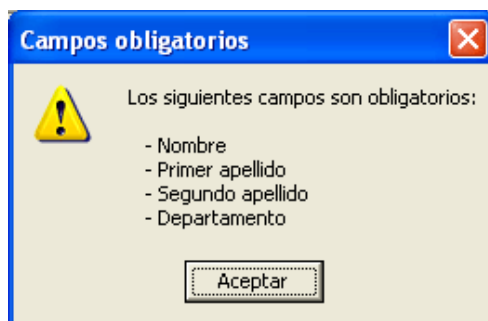 Campos obligatorios
Los siguientes campos son obligatorios:
- Nombre
- Primer apellido
- Segundo apellido
- Departamento
Aceptar